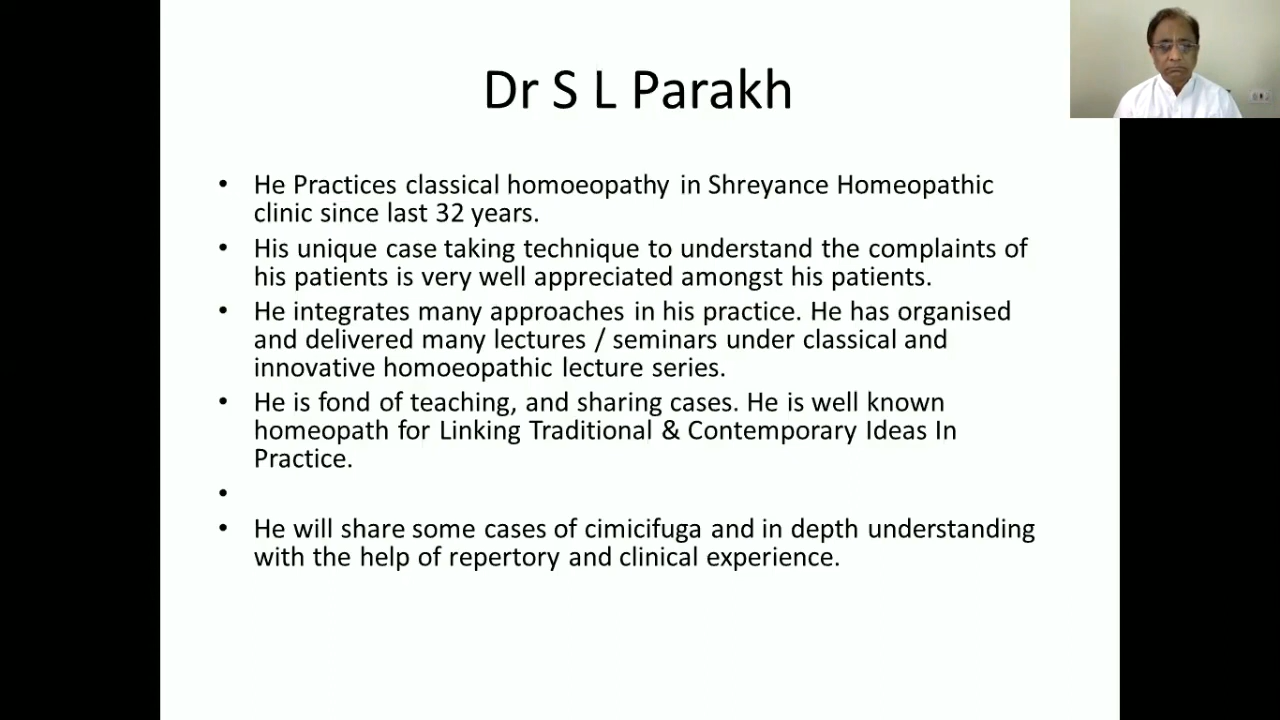 Dr S L Parakh
• He Practices classical homoeopathy in Shreyance Homeopathic
clinic since last 32 years.
• His unique case taking technique to understand the complaints of
his patients is very well appreciated amongst his patients.
• He integrates many approaches in his practice. He has organised
and delivered many lectures / seminars under classical and
innovative homoeopathic lecture series.
• He is fond of teaching, and sharing cases. He is well known
homeopath for Linking Traditional & Contemporary Ideas In
Practice.
•
• He will share some cases of cimicifuga and in depth understanding
with the help of repertory and clinical experience.